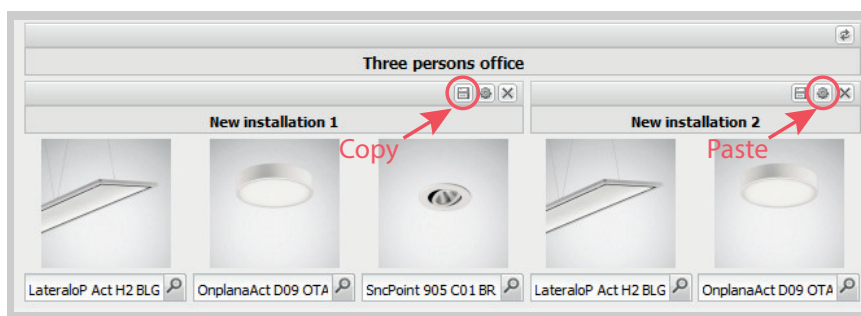 Three persons office
New installation 1
New installation 2
Copy
Paste
LateraloP Act H2 BLG
OnplanaAct D09 OTA
SncPoint 905 C01 BR
LateraloP Act H2 BLG
OnplanaAct D09 OTA